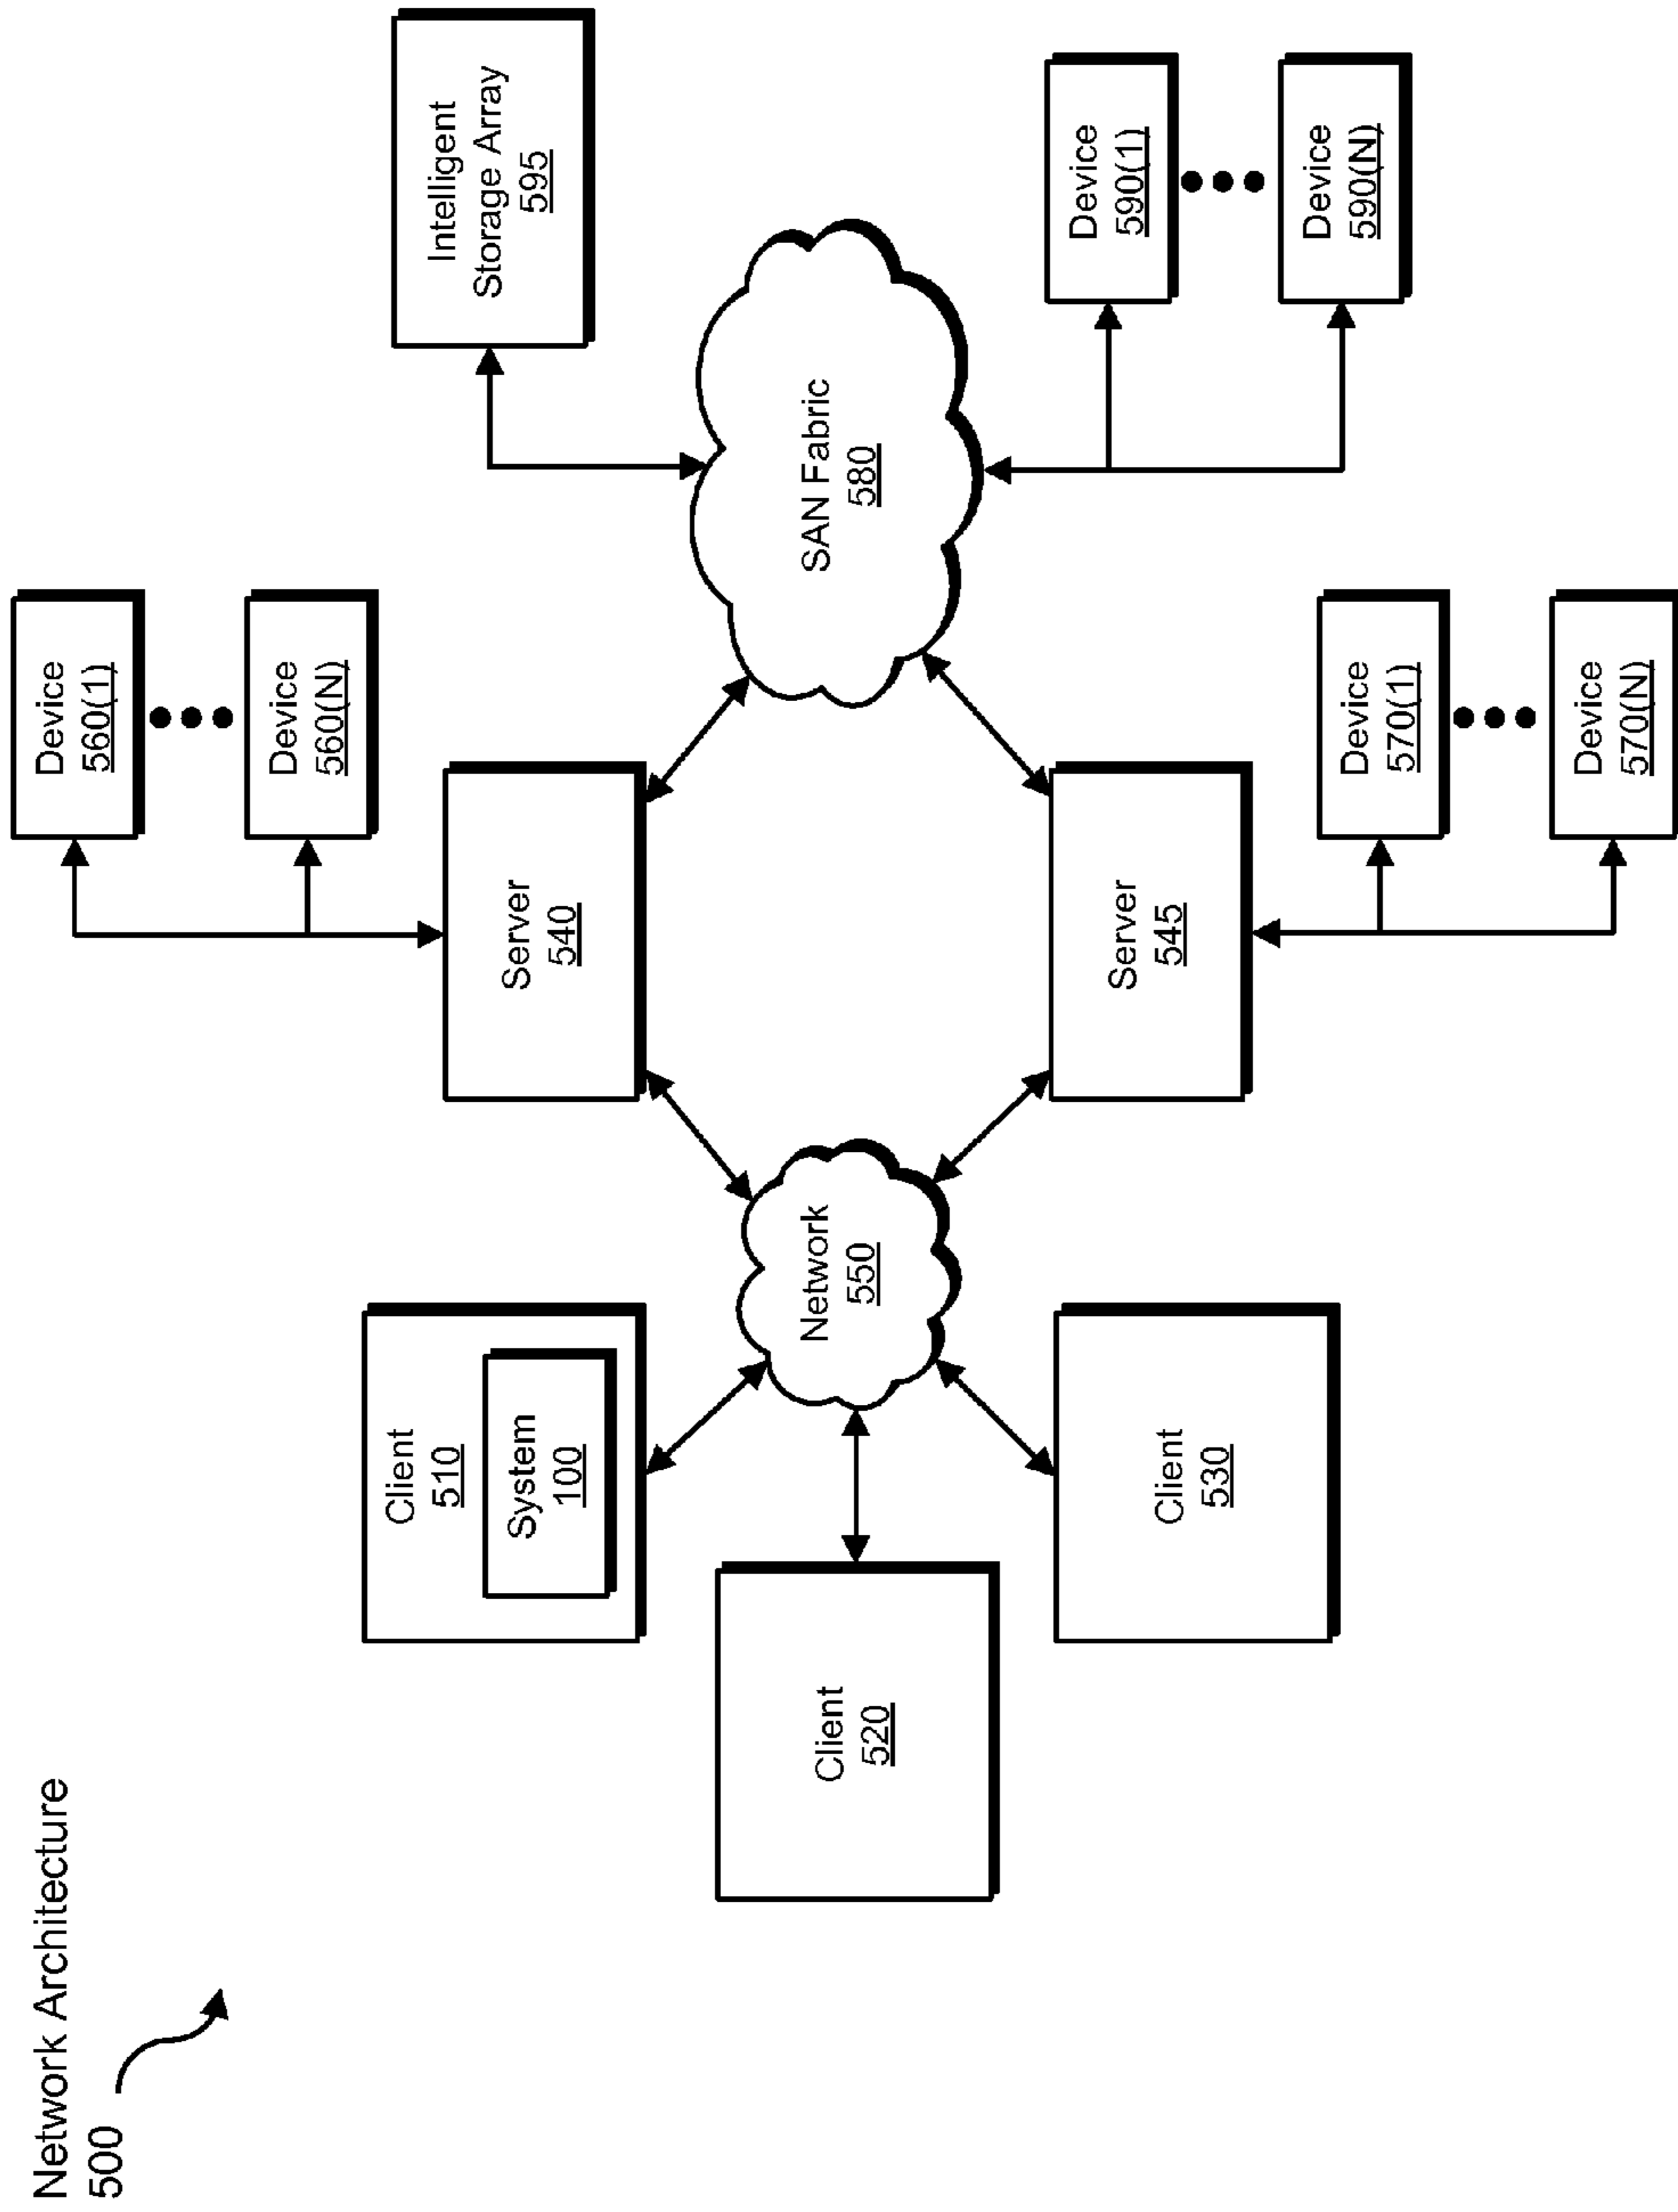 Network Architecture
500
Client
510
System
100
Client
520
Client
530
Network
550
Server
540
Server
545
Device
560(1)
Device
560(N)
Device
570(1)
Device
570(N)
SAN Fabric
580
Intelligent
Storage Array
595
Device
590(1)
Device
590(N)